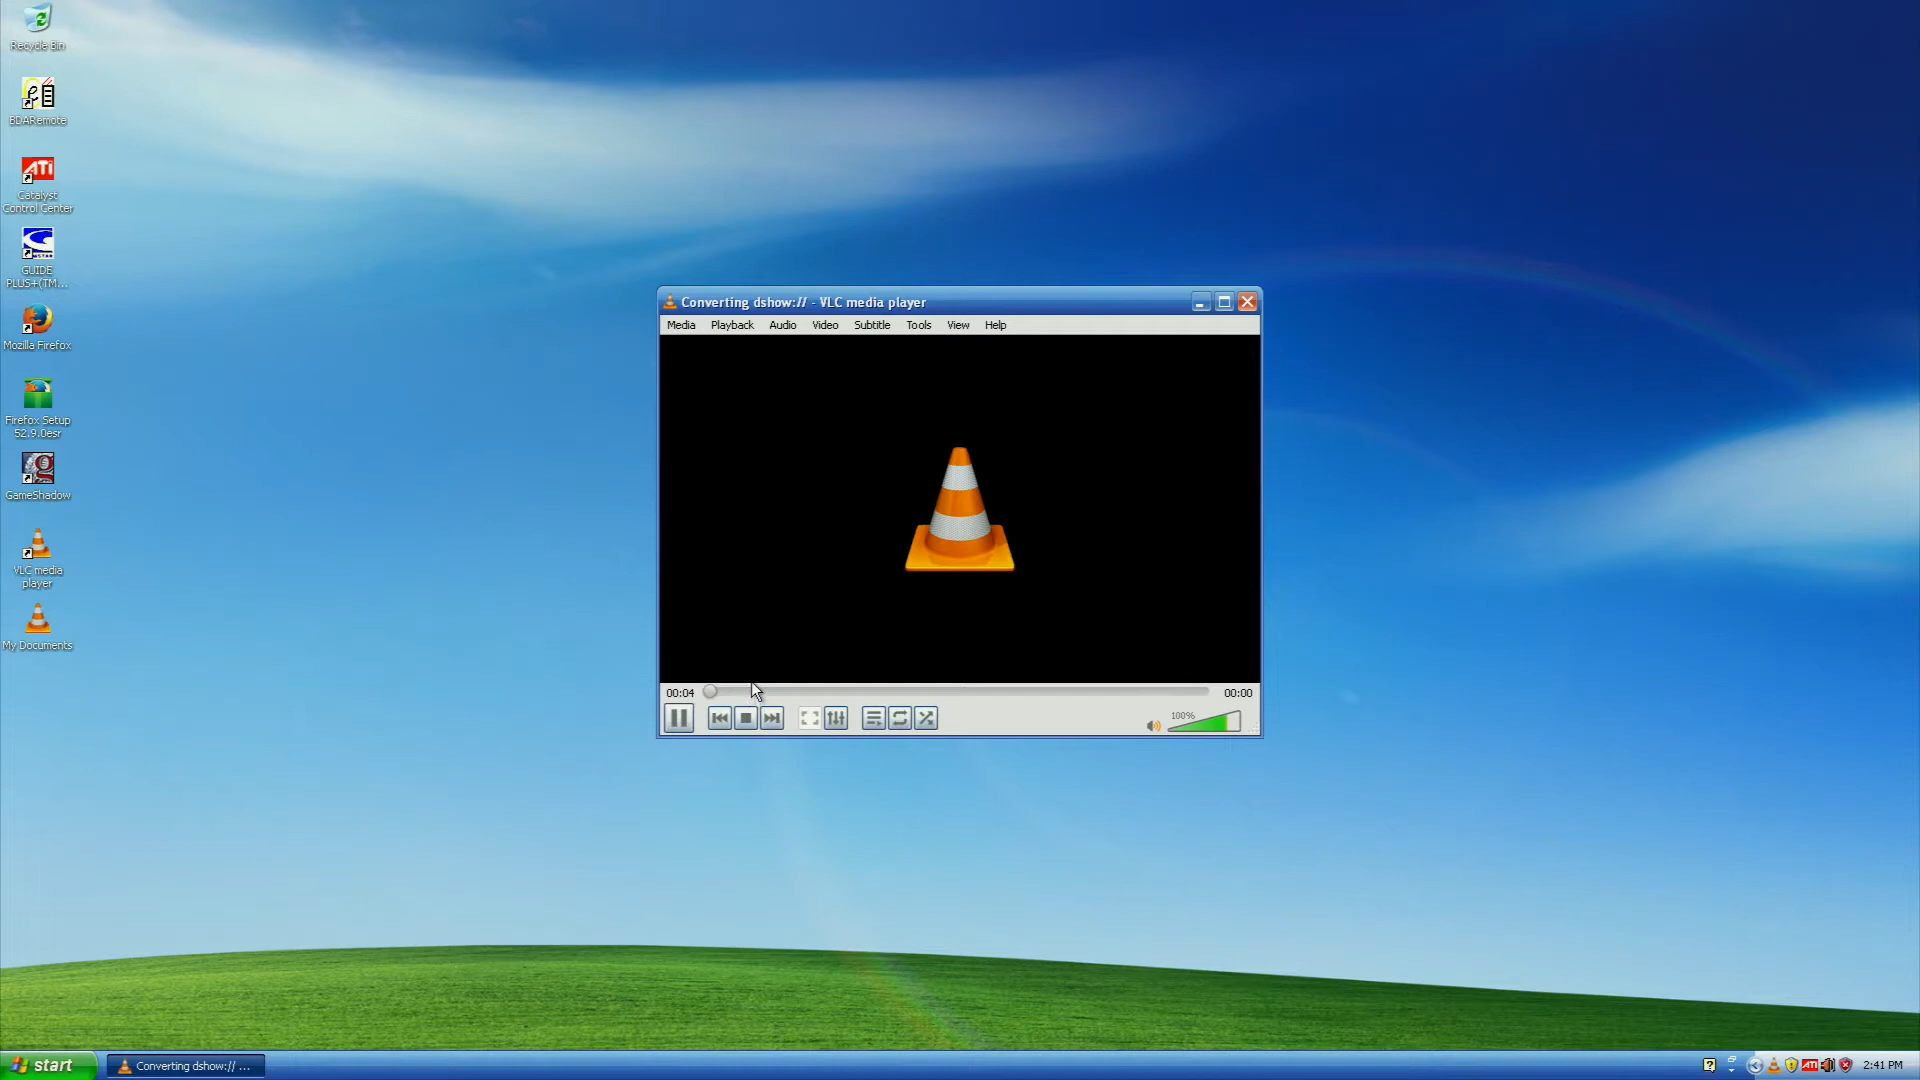 Recycle Bin
BDARemote
ATI
Catalyst
Control Center
GUIDE
PLUS+(TM...
Mozilla Firefox
Firefox Setup
52.9.0esr
GameShadow
VLC media
player
My Documents
Converting dshow:// - VLC media player
Media Playback Audio Video Subtitle Tools View Help
00:04
00:00
100%
start
Converting dshow:// ...
ATI
2:41 PM